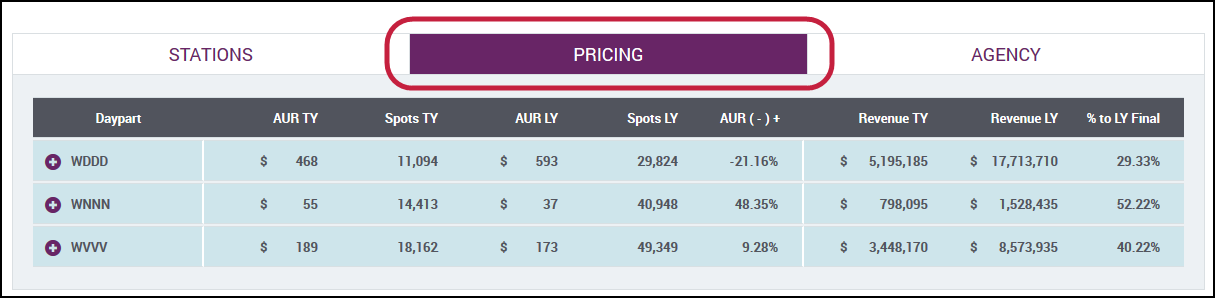 STATIONS PRICING AGENCY
Daypart AUR TY Spots TY AUR LY Spots LY AUR ( - ) + Revenue TY Revenue LY % to LY Final
WDDD $ 468 11,094 $ 593 29,824 -21.16% $ 5,195,185 $ 17,713,710 29.33%
WNNN $ 55 14,413 $ 37 40,948 48.35% $ 798,095 $ 1,528,435 52.22%
WVVV $ 189 18,162 $ 173 49,349 9.28% $ 3,448,170 $ 8,573,935 40.22%